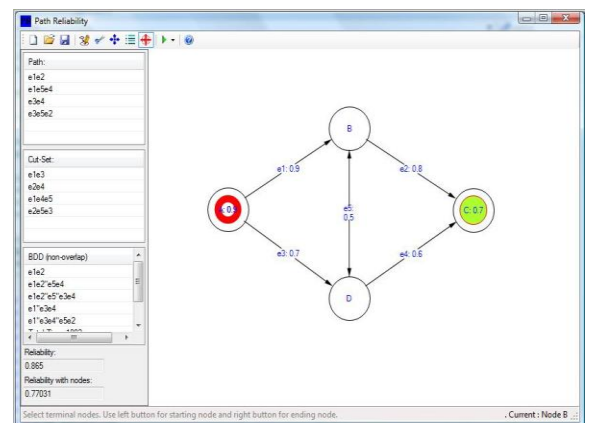 Path Reliability
Path:
e1e2
e1e5e4
e3e4
e3e5e2
Cut-Set:
e1e3
e2e4
e1e4e5
e2e5e3
BDD (non-overlap)
e1e2
e1e2"e5e4
e1e2"e5"e3e4
e1"e3e4
e1"e3e4"e5e2
Reliability:
0.865
Reliability with nodes:
0.77031
B
e1: 0.9
e2: 0.8
e5: 0,5
C: 0.7
e3: 0.7
e4: 0.6
D
Select terminal nodes. Use left button for starting node and right button for ending node.
. Current : Node B